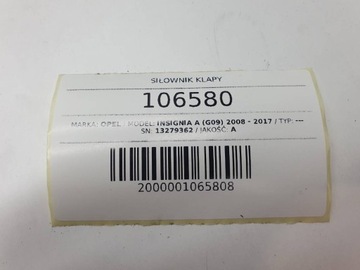 SIŁOWNIK KLAPY
106580
MARKA: OPEL MODEL: INSIGNIA A (G09) 2008 - 2017 / TYP: ---
SN: 13279362 / JAKOŚĆ: A
2000001065808